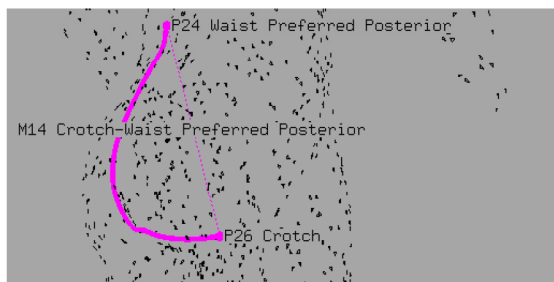 P24 Waist Preferred Posterior
M14 Crotch-Waist Preferred Posterior
P26 Crotch